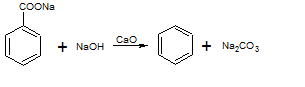 COONa
+ NaOH CaO + Na₂CO₃